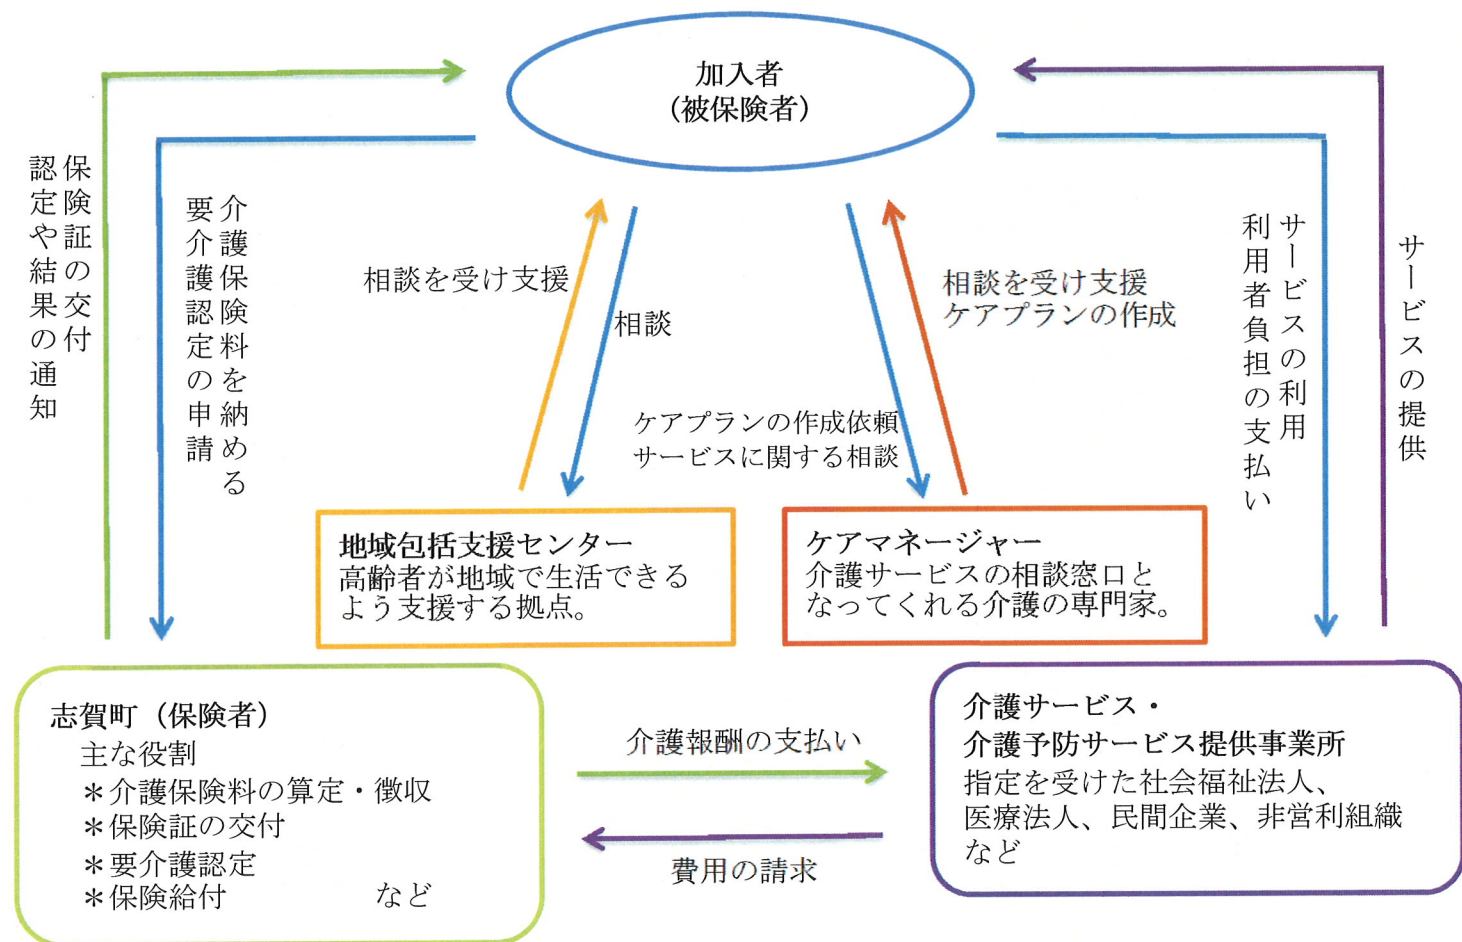 加入者
（被保険者）
保険証の交付
認定や結果の通知
介護保険料を納める
要介護認定の申請
相談を受け支援
相談
相談を受け支援
ケアプランの作成
ケアプランの作成依頼
サービスに関する相談
サービスの利用
利用者負担の支払い
サービスの提供
地域包括支援センター
高齢者が地域で生活できる
よう支援する拠点。
ケアマネージャー
介護サービスの相談窓口と
なってくれる介護の専門家。
志賀町（保険者）
主な役割
＊介護保険料の算定・徴収
＊保険証の交付
＊要介護認定
＊保険給付　　　　　など
介護報酬の支払い
費用の請求
介護サービス・
介護予防サービス提供事業所
指定を受けた社会福祉法人、
医療法人、民間企業、非営利組織
など